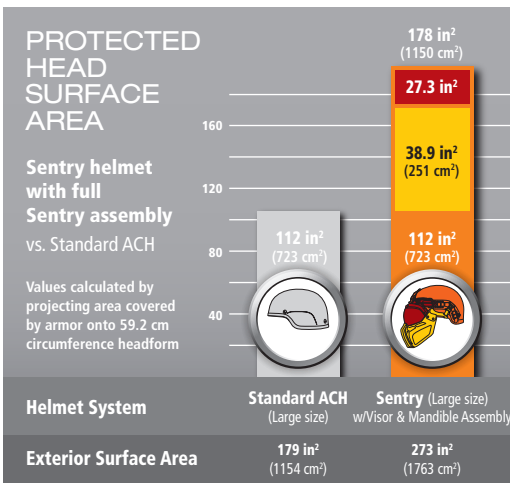 PROTECTED
HEAD
SURFACE
AREA
Sentry helmet
with full
Sentry assembly
vs. Standard ACH
Values calculated by
projecting area covered
by armor onto 59.2 cm
circumference headform
178 in²
(1150 cm²)
27.3 in²
38.9 in²
(251 cm²)
160
120
80
40
112 in²
(723 cm²)
112 in²
(723 cm²)
Helmet System
Standard ACH
(Large size)
Sentry (Large size)
w/Visor & Mandible Assembly
Exterior Surface Area
179 in²
(1154 cm²)
273 in²
(1763 cm²)